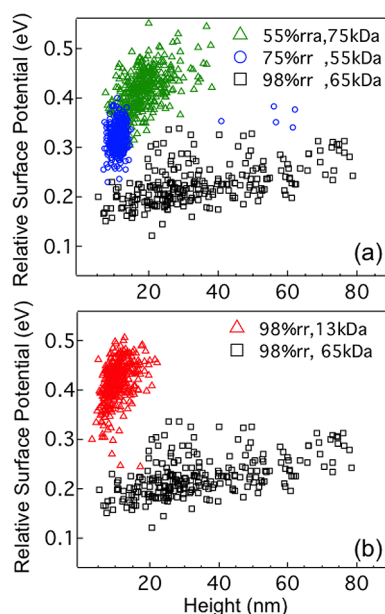 Relative Surface Potential (eV)
0.5
0.4
0.3
0.2
0.1
55%rra,75kDa
75%rr ,55kDa
98%rr ,65kDa
20
40
60
80
(a)
Relative Surface Potential (eV)
0.5
0.4
0.3
0.2
0.1
98%rr,13kDa
98%rr, 65kDa
(b)
20
40
60
80
Height (nm)